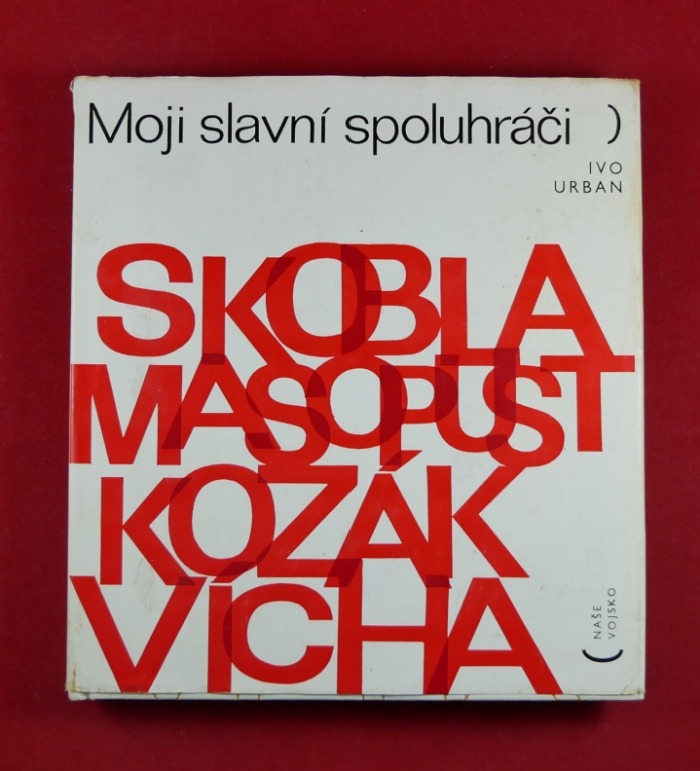 Moji slavní spoluhráči )
IVO
URBAN
SKOBLA
MASOPUST
KOZÁK
VÍCHA
( NAŠE
VOJSKO